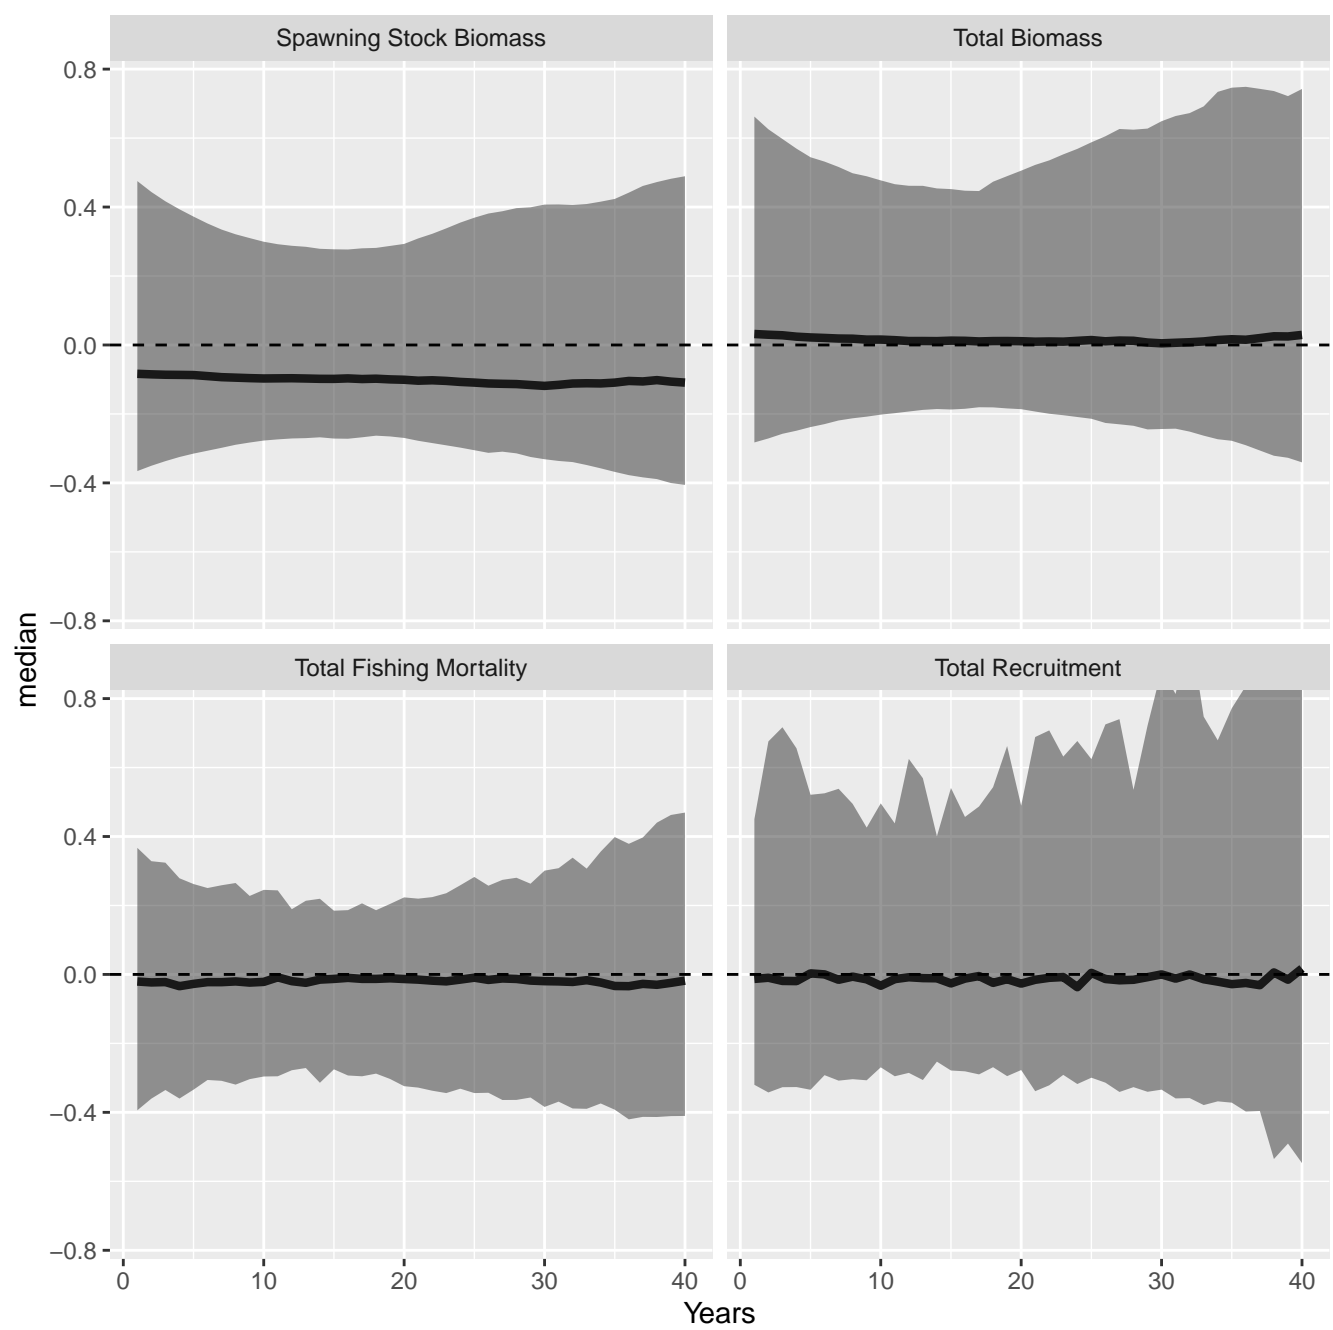 Spawning Stock Biomass
Total Biomass
0.8
0.4
0.0
−0.4
−0.8
median
Total Fishing Mortality
Total Recruitment
0.8
0.4
0.0
−0.4
−0.8
0 10 20 30 40
0 10 20 30 40
Years